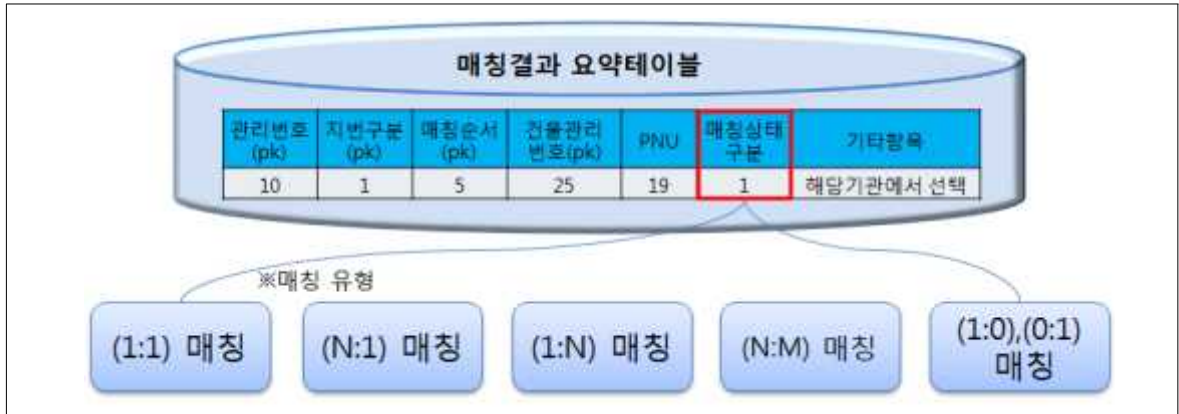 매칭결과 요약테이블
관리번호 (pk) 지번구분 (pk) 매칭순서 (pk) 건물관리 번호(pk) PNU 매칭상태 구분 기타항목
10 1 5 25 19 1 해당기관에서 선택
※매칭 유형
(1:1) 매칭 (N:1) 매칭 (1:N) 매칭 (N:M) 매칭 (1:0),(0:1) 매칭